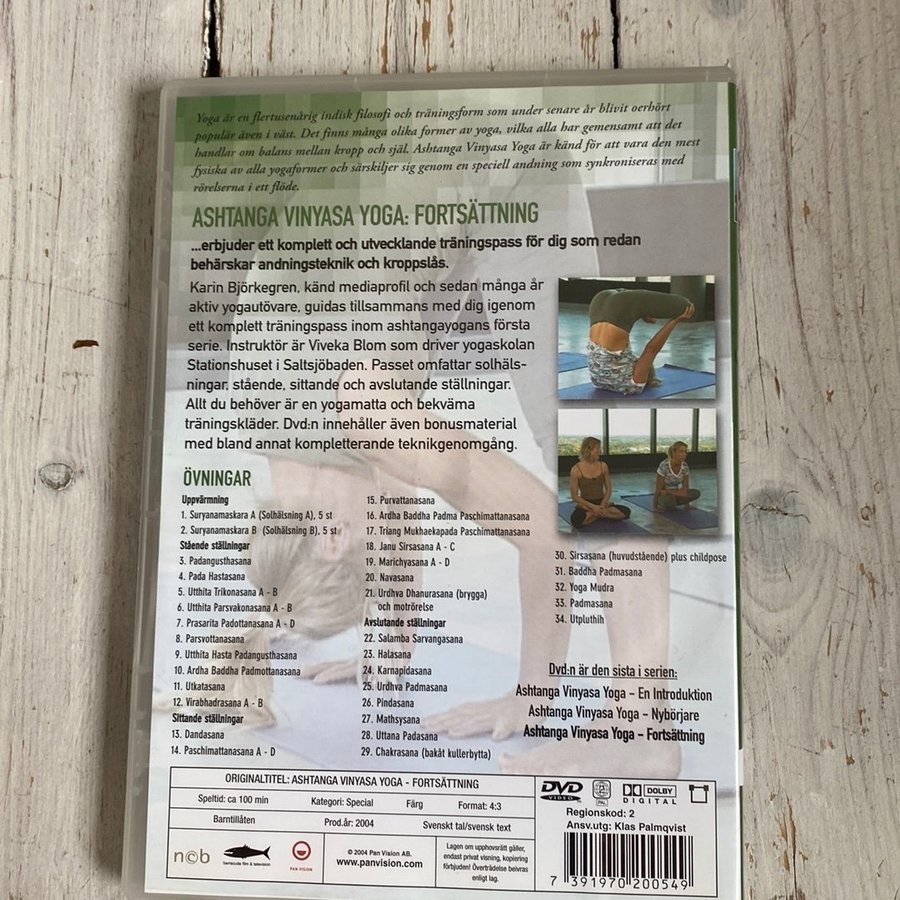 Yoga är en flertusenårig indisk filosofi och träningsform som under senare år blivit oerhört
populär även i väst. Det finns många olika former av yoga, vilka alla har gemensamt att det
handlar om balans mellan kropp och själ. Ashtanga Vinyasa Yoga är känd för att vara den mest
fysiska av alla yogaformer och särskiljer sig genom en speciell andning som synkroniseras med
rörelserna i ett flöde.
ASHTANGA VINYASA YOGA: FORTSÄTTNING
...erbjuder ett komplett och utvecklande träningspass för dig som redan
behärskar andningsteknik och kroppslås.
Karin Björkegren, känd mediaprofil och sedan många år
aktiv yogautövare, guidas tillsammans med dig igenom
ett komplett träningspass inom ashtangayogans första
serie. Instruktör är Viveka Blom som driver yogaskolan
Stationshuset i Saltsjöbaden. Passet omfattar solhäls-
ningar, stående, sittande och avslutande ställningar.
Allt du behöver är en yogamatta och bekväma
träningskläder. Dvd:n innehåller även bonusmaterial
med bland annat kompletterande teknikgenomgång.
ÖVNINGAR
Uppvärmning
1. Suryanamaskara A (Solhälsning A), 5 st
2. Suryanamaskara B (Solhälsning B), 5 st
Stående ställningar
3. Padangusthasana
4. Pada Hastasana
5. Utthita Trikonasana A - B
6. Utthita Parsvakonasana A - B
7. Prasarita Padottanasana A - D
8. Parsvottanasana
9. Utthita Hasta Padangusthasana
10. Ardha Baddha Padmottanasana
11. Utkatasana
12. Virabhadrasana A - B
Sittande ställningar
13. Dandasana
14. Paschimattanasana A - D
15. Purvattanasana
16. Ardha Baddha Padma Paschimattanasana
17. Triang Mukhaekapada Paschimattanasana
18. Janu Sirsasana A - C
19. Marichyasana A - D
20. Navasana
21. Urdhva Dhanurasana (brygga)
och motrörelse
Avslutande ställningar
22. Salamba Sarvangasana
23. Halasana
24. Karnapidasana
25. Urdhva Padmasana
26. Pindasana
27. Mathsysana
28. Uttana Padasana
29. Chakrasana (bakåt kullerbytta)
30. Sirsasana (huvudstående) plus childpose
31. Baddha Padmasana
32. Yoga Mudra
33. Padmasana
34. Utpluthih
Dvd:n är den sista i serien:
Ashtanga Vinyasa Yoga - En Introduktion
Ashtanga Vinyasa Yoga - Nybörjare
Ashtanga Vinyasa Yoga - Fortsättning
ORIGINALTITEL: ASHTANGA VINYASA YOGA - FORTSÄTTNING
Speltid: ca 100 min Kategori: Special Färg Format: 4:3
Barntillåten Prod.år: 2004 Svenskt tal/svensk text
n©b
barracuda film & television
PAN VISION
© 2004 Pan Vision AB.
www.panvision.com
Lagen om upphovsrätt gäller,
endast privat visning, kopiering
förbjuden! Överträdelse beivras
enligt lag.
DVD VIDEO
2 PAL
DOLBY DIGITAL
Regionskod: 2
Ansv.utg: Klas Palmqvist
7 391970 200549